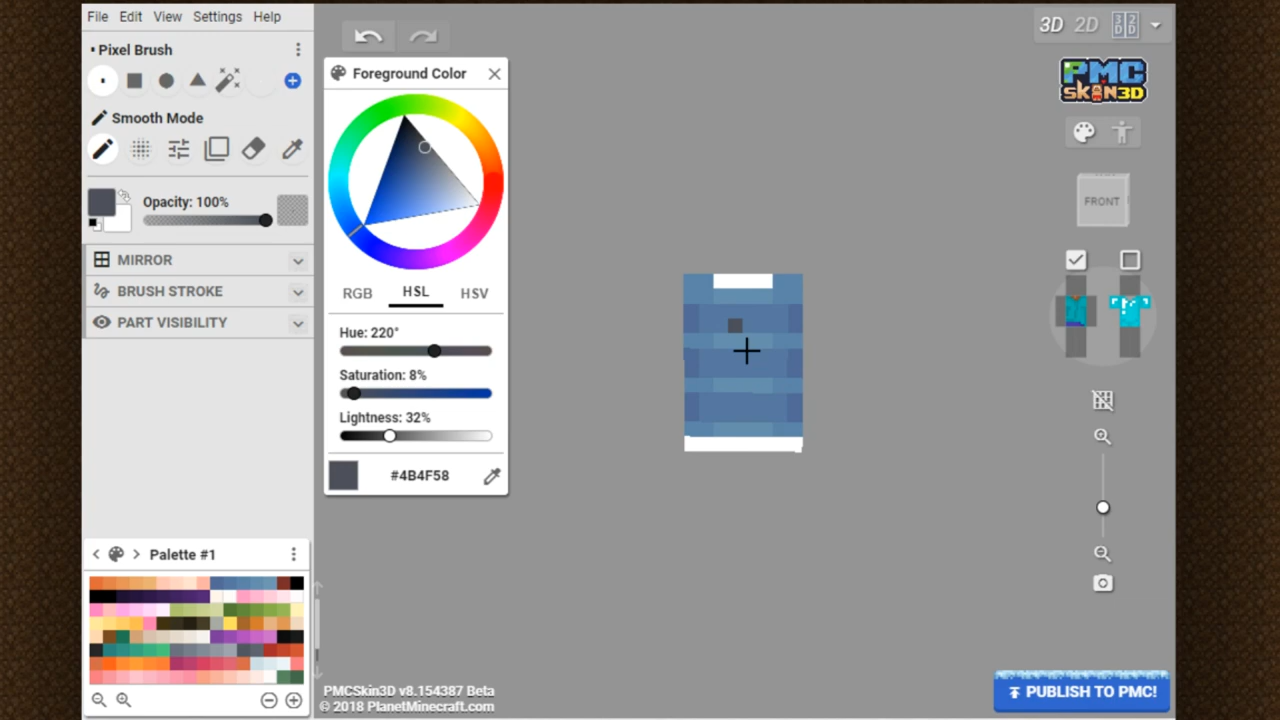 File Edit View Settings Help
Pixel Brush
Smooth Mode
Opacity: 100%
MIRROR
BRUSH STROKE
PART VISIBILITY
Palette #1
Foreground Color
RGB HSL HSV
Hue: 220°
Saturation: 8%
Lightness: 32%
#4B4F58
PMCSkin3D v8.154387 Beta
© 2018 PlanetMinecraft.com
3D 2D 3D 2D
PMC
SKIN3D
FRONT
PUBLISH TO PMC!